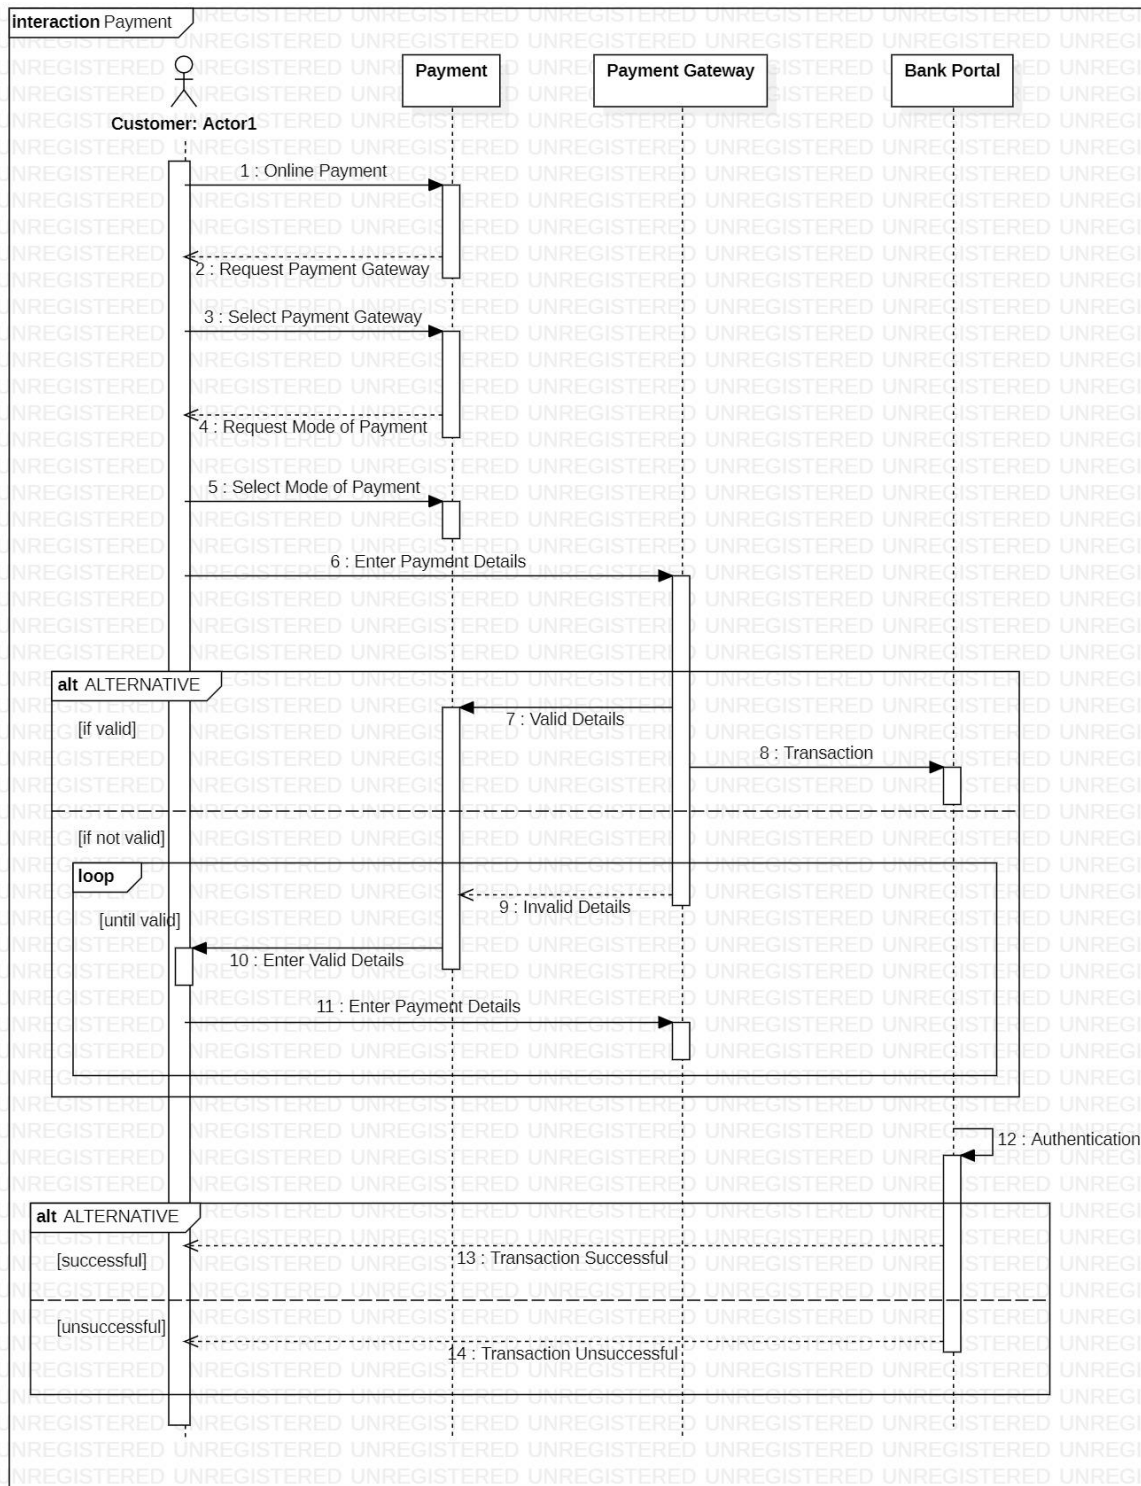 interaction Payment
Customer: Actor1
Payment
Payment Gateway
Bank Portal
1 : Online Payment
2 : Request Payment Gateway
3 : Select Payment Gateway
4 : Request Mode of Payment
5 : Select Mode of Payment
6 : Enter Payment Details
alt ALTERNATIVE
[if valid]
7 : Valid Details
8 : Transaction
[if not valid]
loop
[until valid]
9 : Invalid Details
10 : Enter Valid Details
11 : Enter Payment Details
12 : Authentication
alt ALTERNATIVE
[successful]
13 : Transaction Successful
[unsuccessful]
14 : Transaction Unsuccessful
UNREGISTERED